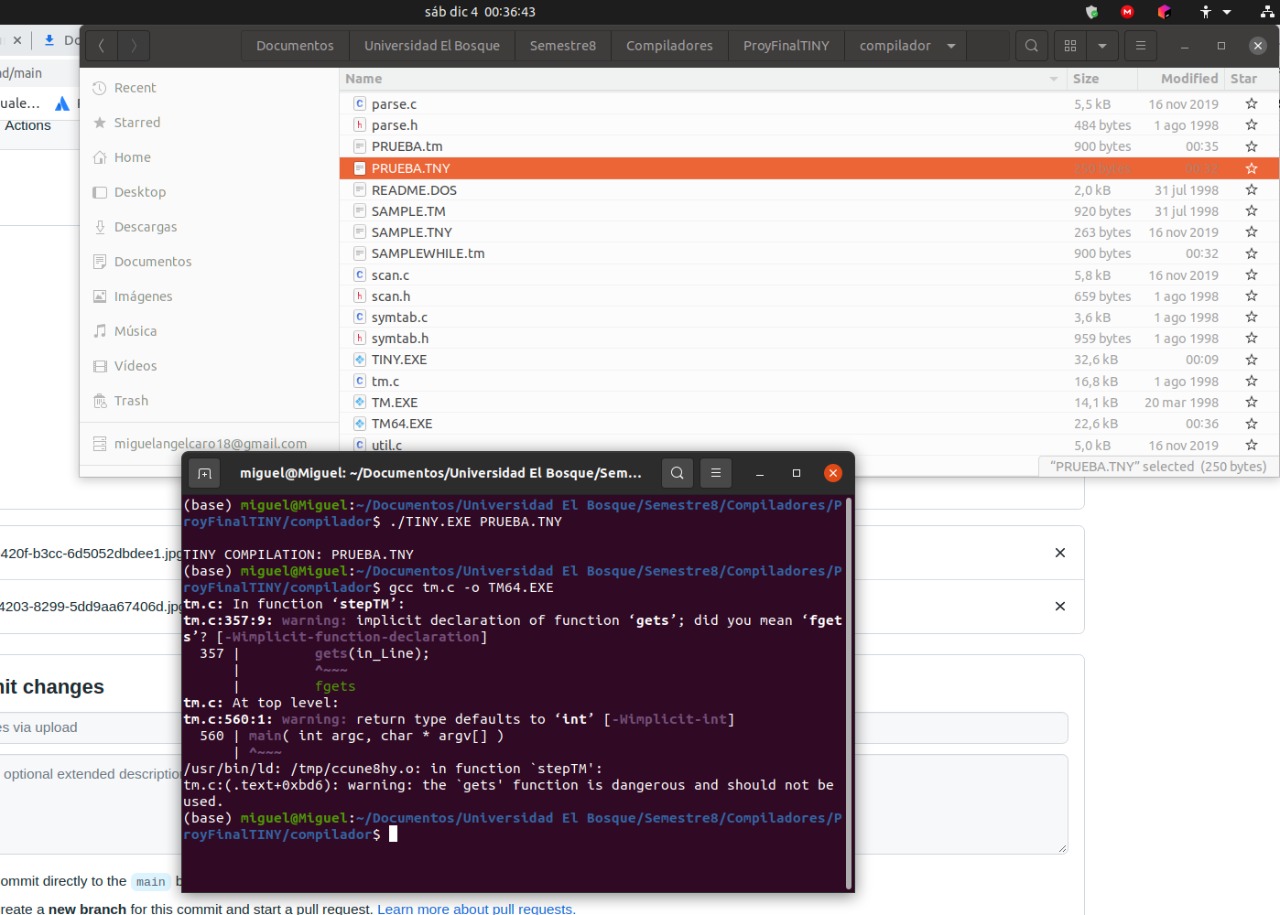 sáb dic 4 00:36:43
Do
Documentos Universidad El Bosque Semestre8 Compiladores ProyFinalTINY compilador
ad/main
uale...
Actions
Recent
Starred
Home
Desktop
Descargas
Documentos
Imágenes
Música
Vídeos
Trash
miguelangelcaro18@gmail.com
Name Size Modified Star
parse.c 5,5 kB 16 nov 2019
parse.h 484 bytes 1 ago 1998
PRUEBA.tm 900 bytes 00:35
PRUEBA.TNY
README.DOS 2,0 kB 31 jul 1998
SAMPLE.TM 920 bytes 31 jul 1998
SAMPLE.TNY 263 bytes 16 nov 2019
SAMPLEWHILE.tm 900 bytes 00:32
scan.c 5,8 kB 16 nov 2019
scan.h 659 bytes 1 ago 1998
symtab.c 3,6 kB 1 ago 1998
symtab.h 959 bytes 1 ago 1998
TINY.EXE 32,6 kB 00:09
tm.c 16,8 kB 1 ago 1998
TM.EXE 14,1 kB 20 mar 1998
TM64.EXE 22,6 kB 00:36
util.c 5,0 kB 16 nov 2019
"PRUEBA.TNY" selected (250 bytes)
miguel@Miguel: ~/Documentos/Universidad El Bosque/Sem...
(base) miguel@Miguel:~/Documentos/Universidad El Bosque/Semestre8/Compiladores/P
royFinalTINY/compilador$ ./TINY.EXE PRUEBA.TNY
TINY COMPILATION: PRUEBA.TNY
(base) miguel@Miguel:~/Documentos/Universidad El Bosque/Semestre8/Compiladores/P
royFinalTINY/compilador$ gcc tm.c -o TM64.EXE
tm.c: In function ‘stepTM’:
tm.c:357:9: warning: implicit declaration of function ‘gets’; did you mean ‘fget
s’? [-Wimplicit-function-declaration]
357 | gets(in_Line);
| ^~~~
| fgets
tm.c: At top level:
tm.c:560:1: warning: return type defaults to ‘int’ [-Wimplicit-int]
560 | main( int argc, char * argv[] )
| ^~~~
/usr/bin/ld: /tmp/ccune8hy.o: in function `stepTM':
tm.c:(.text+0xbd6): warning: the `gets' function is dangerous and should not be
used.
(base) miguel@Miguel:~/Documentos/Universidad El Bosque/Semestre8/Compiladores/P
royFinalTINY/compilador$
420f-b3cc-6d5052dbdee1.jpg
4203-8299-5dd9aa67406d.jpg
nit changes
es via upload
optional extended description
ommit directly to the main b
reate a new branch for this commit and start a pull request. Learn more about pull requests.